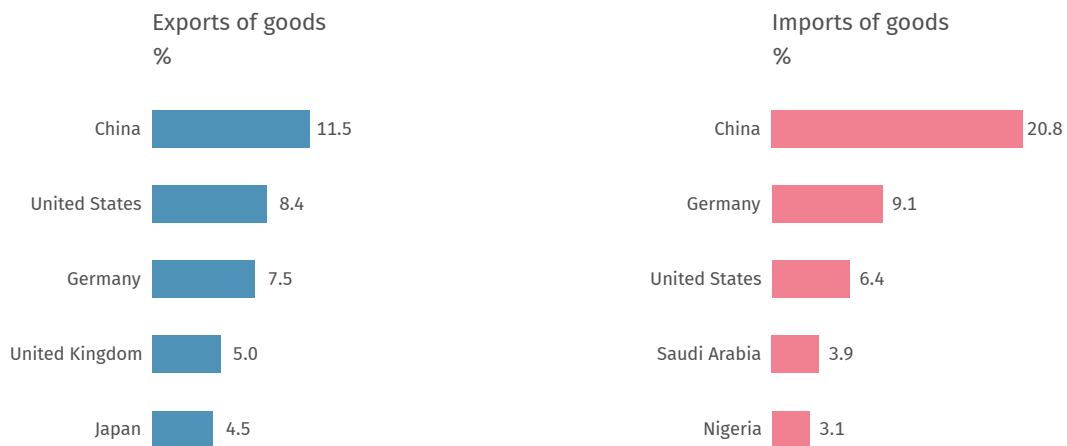 Exports of goods
%
China 11.5
United States 8.4
Germany 7.5
United Kingdom 5.0
Japan 4.5
Imports of goods
%
China 20.8
Germany 9.1
United States 6.4
Saudi Arabia 3.9
Nigeria 3.1